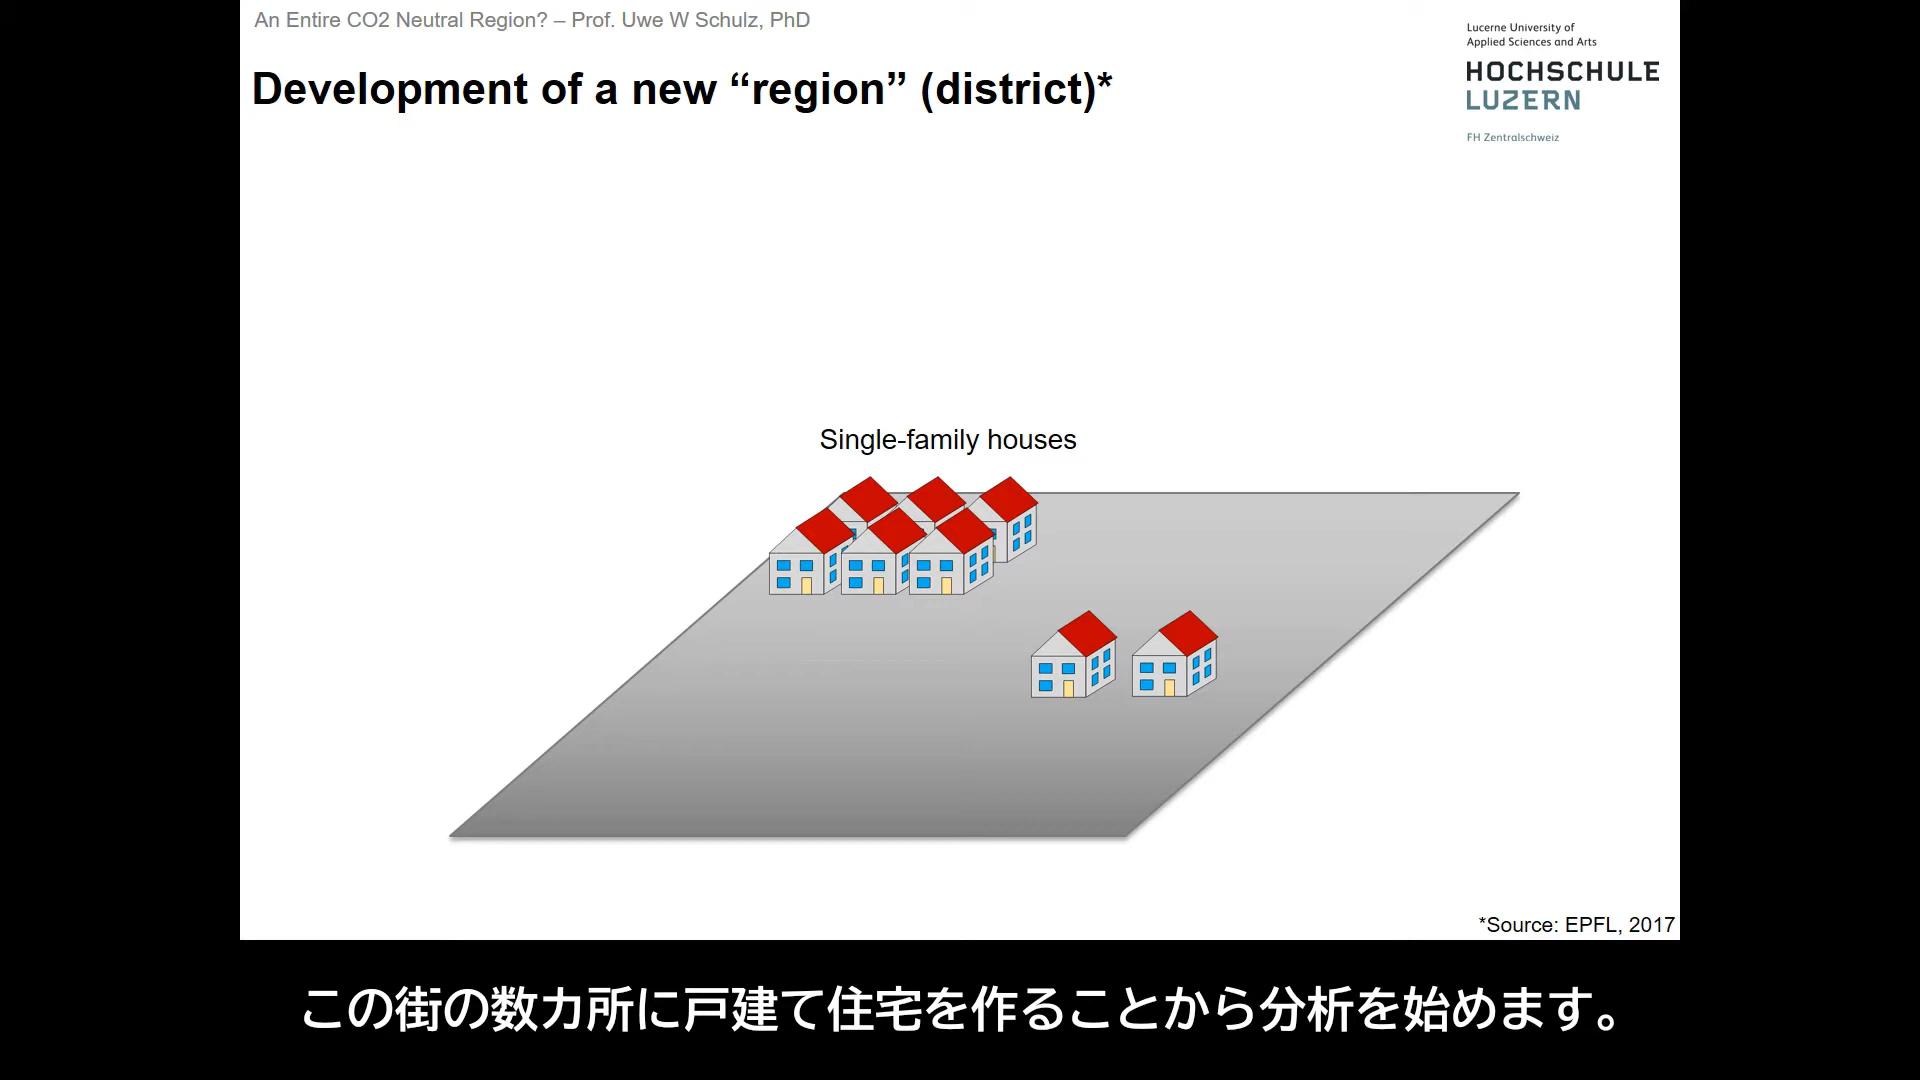 An Entire CO2 Neutral Region? – Prof. Uwe W Schulz, PhD
Lucerne University of
Applied Sciences and Arts
HOCHSCHULE
LUZERN
FH Zentralschweiz
Development of a new “region” (district)*
Single-family houses
*Source: EPFL, 2017
この街の数カ所に戸建て住宅を作ることから分析を始めます。